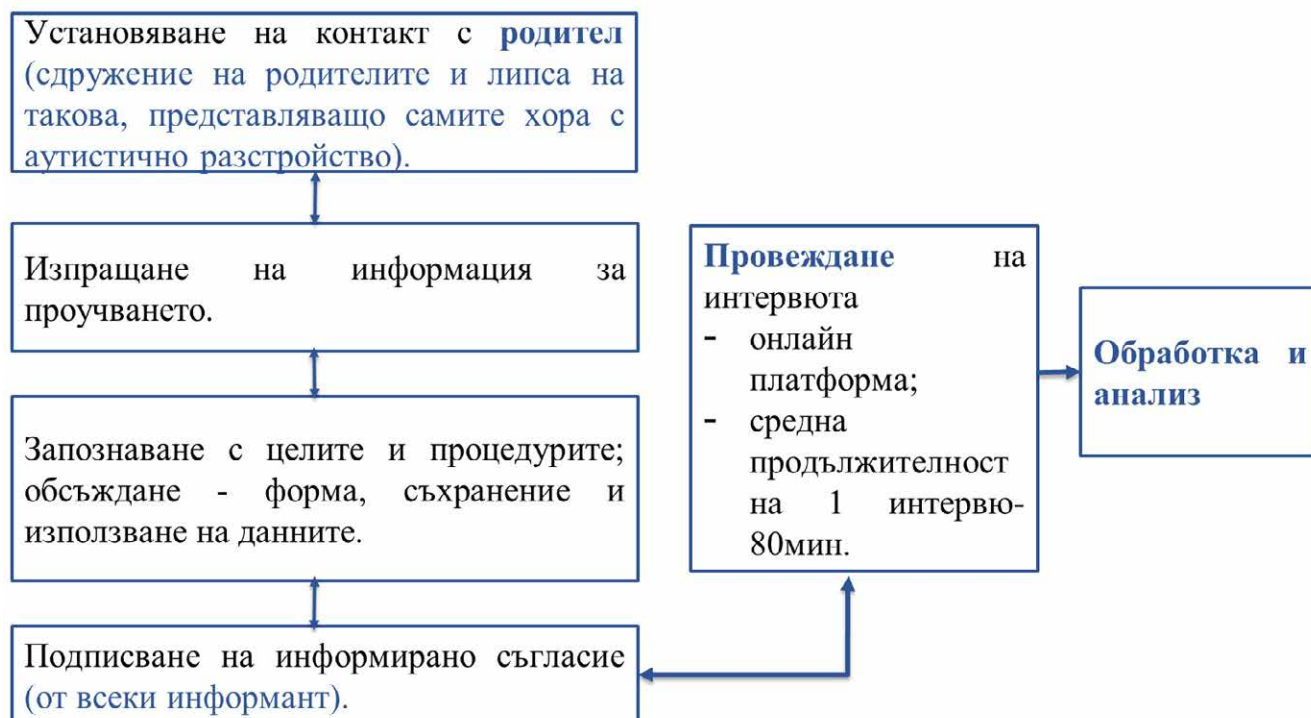 Установяване на контакт с родител
(сдружение на родителите и липса на
такова, представляващо самите хора с
аутистично разстройство).
Изпращане на информация за
проучването.
Запознаване с целите и процедурите;
обсъждане - форма, съхранение и
използване на данните.
Подписване на информирано съгласие
(от всеки информант).
Провеждане на
интервюта
- онлайн
платформа;
- средна
продължителност
на 1 интервю-
80мин.
Обработка и
анализ